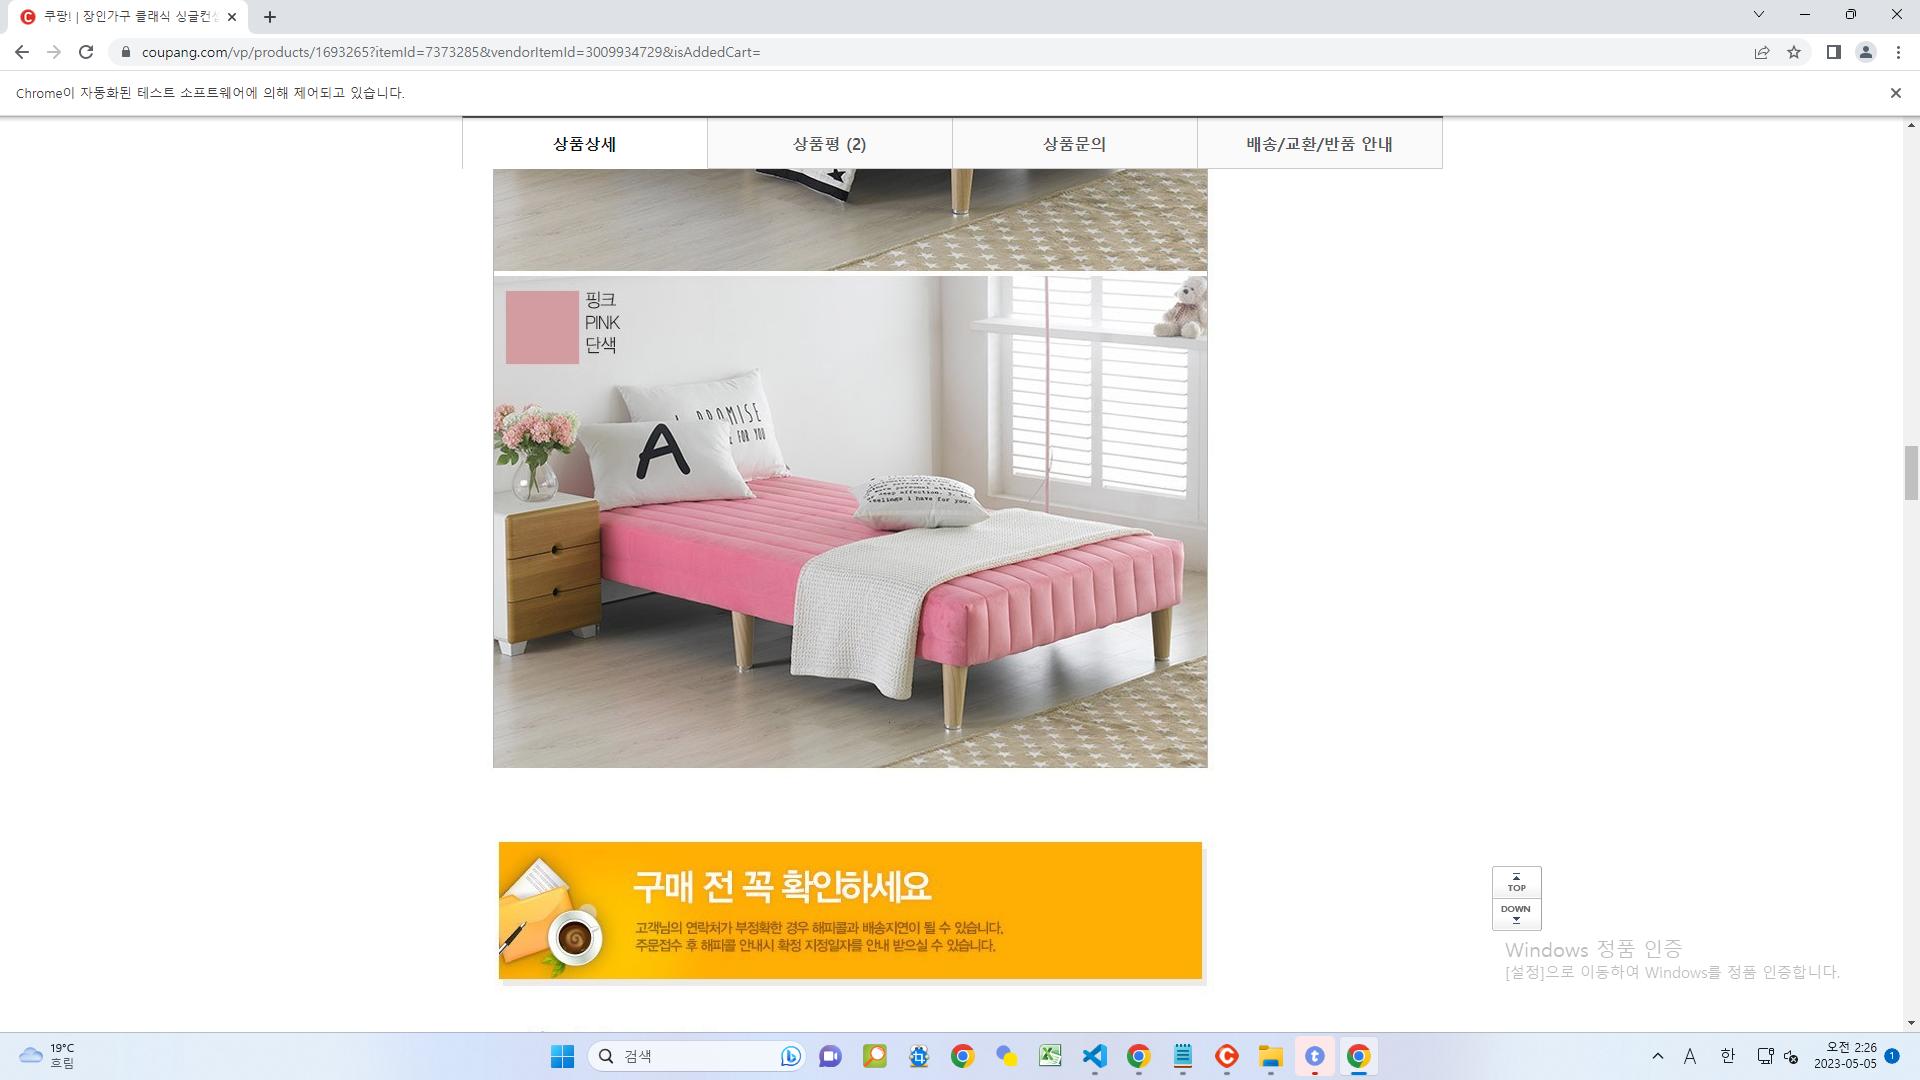 쿠팡! | 장인가구 클래식 싱글컨
coupang.com/vp/products/1693265?itemId=7373285&vendorItemId=3009934729&isAddedCart=
Chrome이 자동화된 테스트 소프트웨어에 의해 제어되고 있습니다.
상품상세
상품평 (2)
상품문의
배송/교환/반품 안내
핑크
PINK
단색
PROMISE
FOR YOU
A
feelings i have for you.
구매 전 꼭 확인하세요
고객님의 연락처가 부정확한 경우 해피콜과 배송지연이 될 수 있습니다.
주문접수 후 해피콜 안내시 확정 지정일자를 안내 받으실 수 있습니다.
TOP
DOWN
Windows 정품 인증
[설정]으로 이동하여 Windows를 정품 인증합니다.
19°C
흐림
검색
A
한
오전 2:26
2023-05-05
1